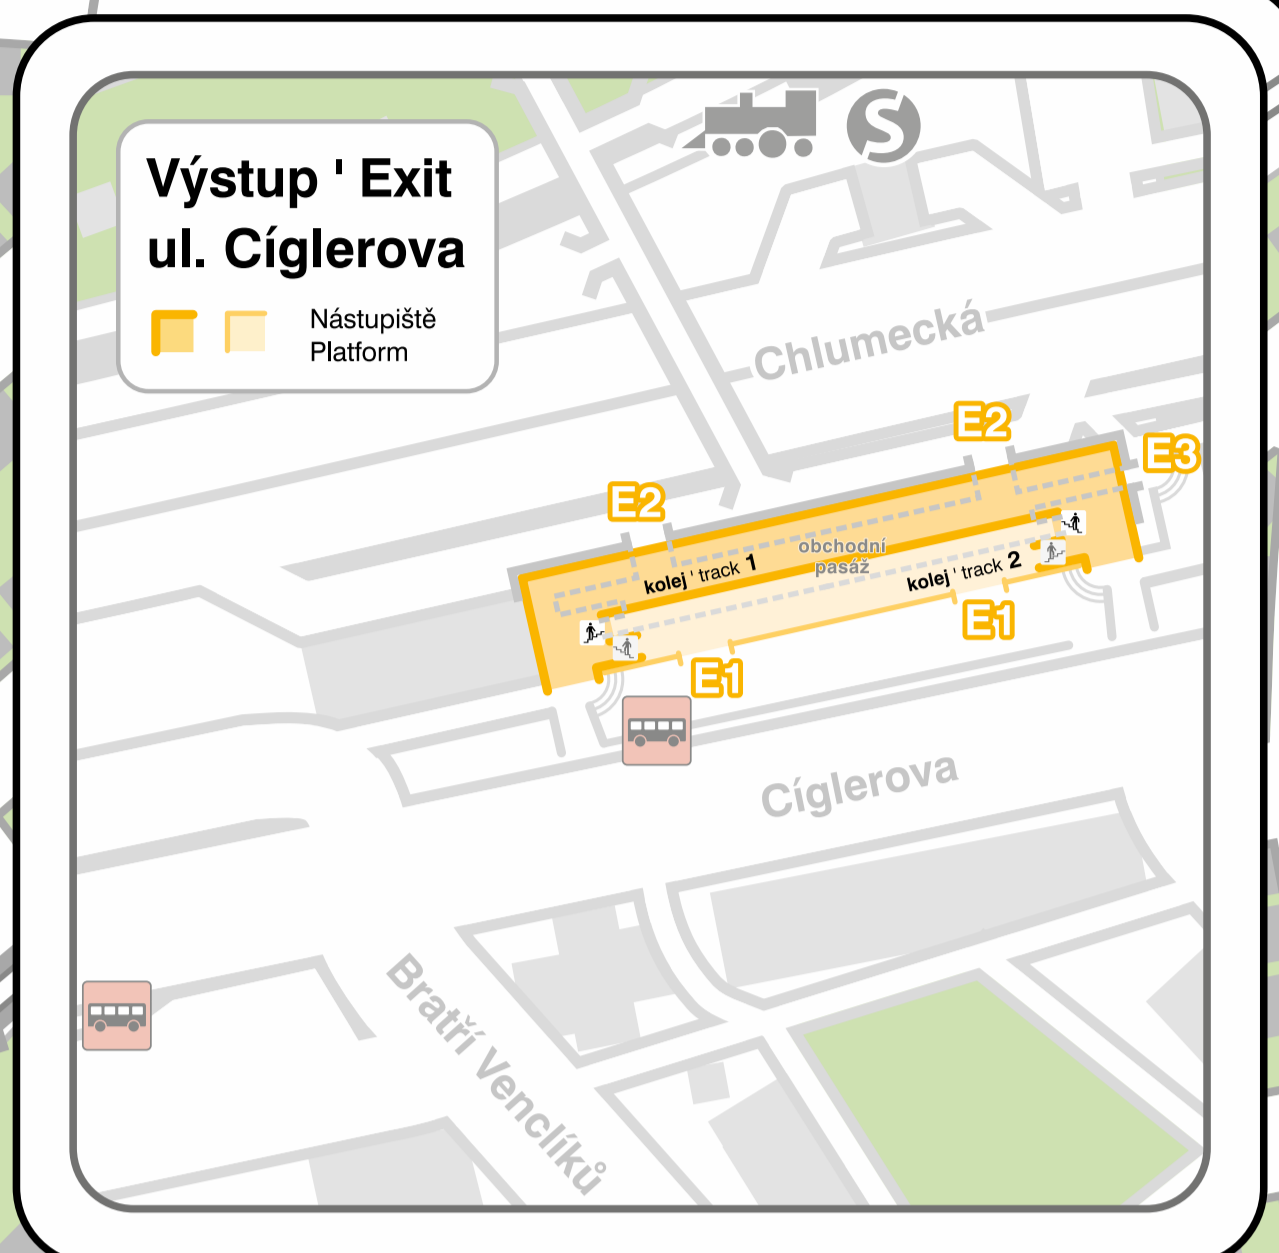 Výstup ' Exit
ul. Cíglerova
Nástupiště
Platform
S
Chlumecká
E2
E3
E2
obchodní
pasáž
kolej ' track 1
kolej ' track 2
E1
E1
Cíglerova
Bratří Venclíků